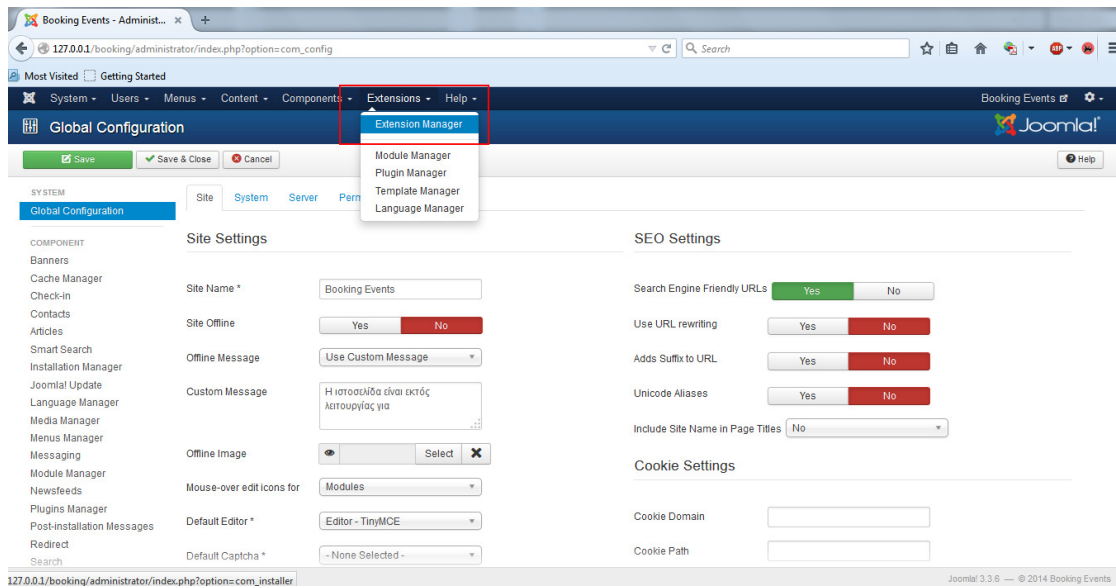 Booking Events - Administ...
127.0.0.1/booking/administrator/index.php?option=com_config
Search
ABP
Most Visited Getting Started
System Users Menus Content Components Extensions Help Booking Events
Global Configuration Joomla!
Extension Manager
Module Manager
Plugin Manager
Template Manager
Language Manager
Save Save & Close Cancel Help
SYSTEM
Global Configuration
COMPONENT
Banners
Cache Manager
Check-in
Contacts
Articles
Smart Search
Installation Manager
Joomla! Update
Language Manager
Media Manager
Menus Manager
Messaging
Module Manager
Newsfeeds
Plugins Manager
Post-installation Messages
Redirect
Search
Site System Server Perm
Site Settings
Site Name * Booking Events
Site Offline Yes No
Offline Message Use Custom Message
Custom Message Η ιστοσελίδα είναι εκτός
λειτουργίας για
Offline Image Select
Mouse-over edit icons for Modules
Default Editor * Editor - TinyMCE
Default Captcha * - None Selected -
SEO Settings
Search Engine Friendly URLs Yes No
Use URL rewriting Yes No
Adds Suffix to URL Yes No
Unicode Aliases Yes No
Include Site Name in Page Titles No
Cookie Settings
Cookie Domain
Cookie Path
127.0.0.1/booking/administrator/index.php?option=com_installer
Joomla! 3.3.6 — © 2014 Booking Events